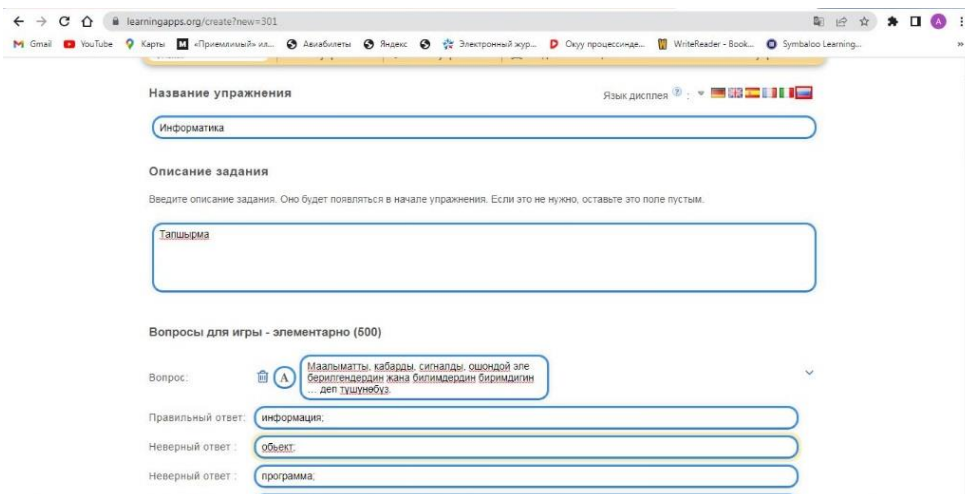 learningapps.org/create?new=301
A
Gmail YouTube Карты «Приемлимый» ил... Авиабилеты Яндекс Электронный жур... Окуу процессинде... WriteReader - Book... Symbaloo Learning... »
Название упражнения
Язык дисплея ? :
Информатика
Описание задания
Введите описание задания. Оно будет появляться в начале упражнения. Если это не нужно, оставьте это поле пустым.
Тапшырма
Вопросы для игры - элементарно (500)
Вопрос:
A
Маалыматты, кабарды, сигналды, ошондой эле
берилгендердин жана билимдердин биримдигин
... деп түшүнөбүз.
Правильный ответ: информация;
Неверный ответ : обьект;
Неверный ответ : программа;